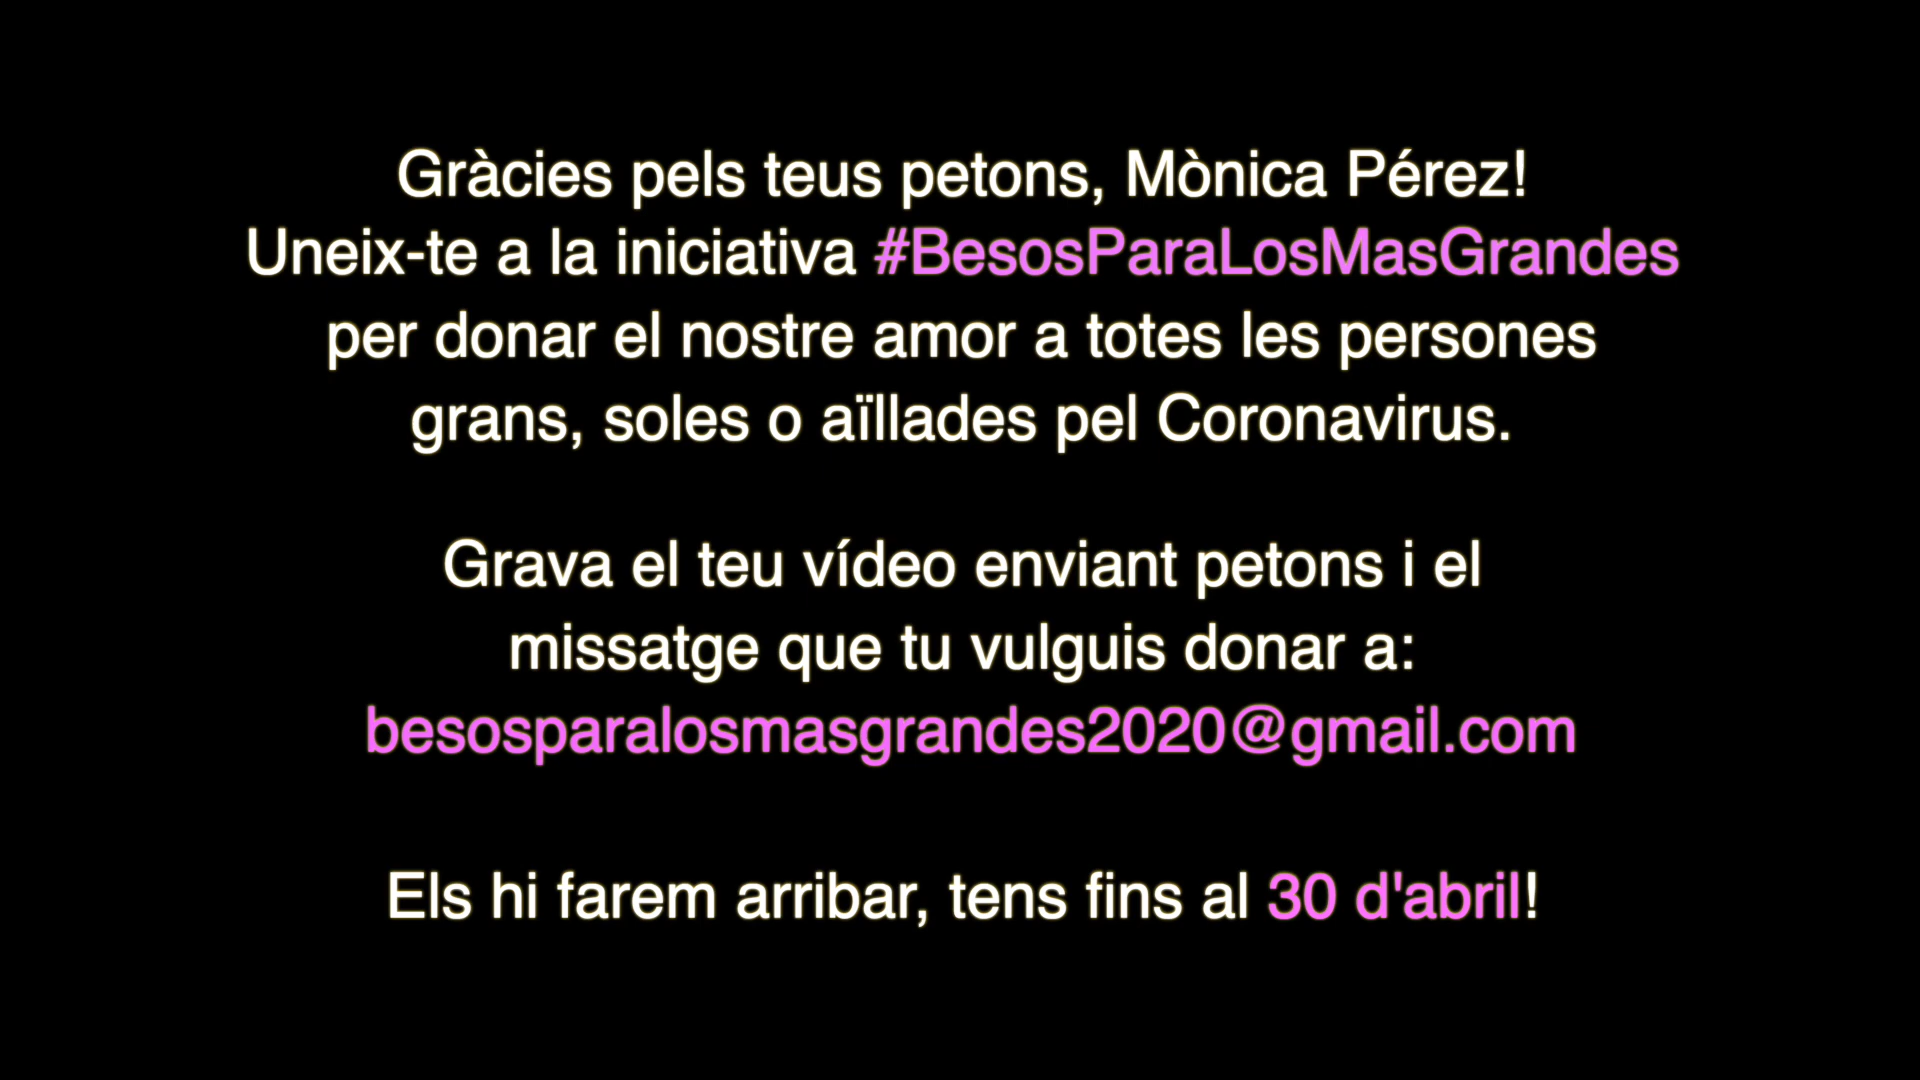 Gràcies pels teus petons, Mònica Pérez!
Uneix-te a la iniciativa #BesosParaLosMasGrandes
per donar el nostre amor a totes les persones
grans, soles o aïllades pel Coronavirus.
Grava el teu vídeo enviant petons i el
missatge que tu vulguis donar a:
besosparalosmasgrandes2020@gmail.com
Els hi farem arribar, tens fins al 30 d'abril!